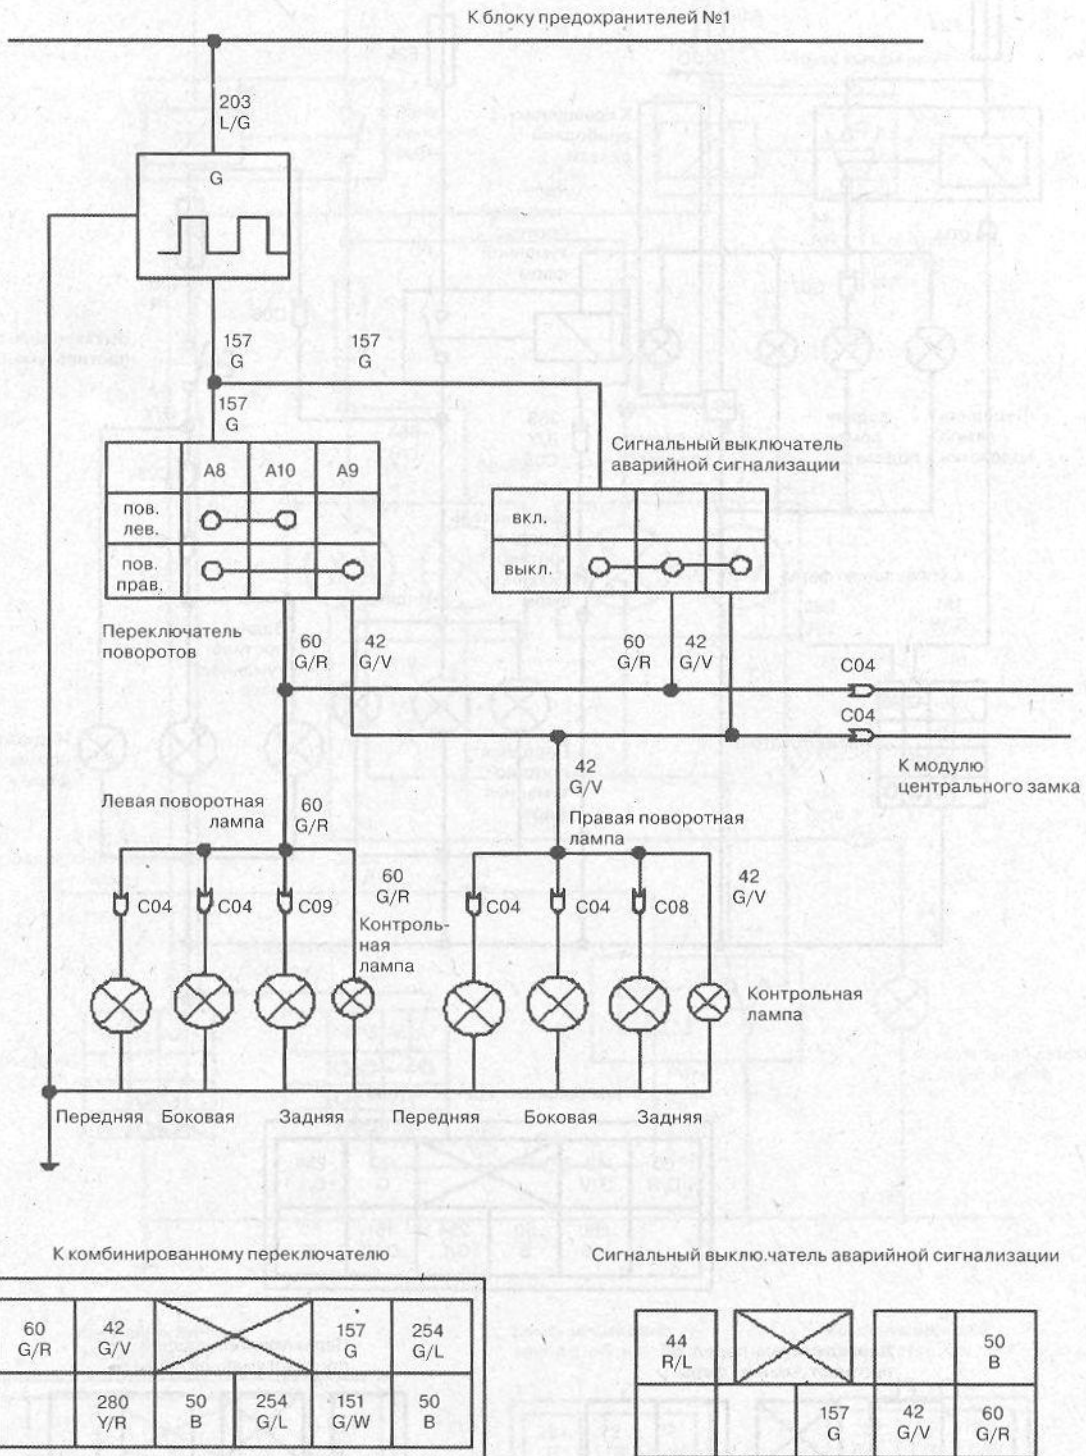 К блоку предохранителей №1
203
L/G
G
157
G
157
G
157
G
Сигнальный выключатель
аварийной сигнализации
A8 A10 A9
пов.
лев.
пов.
прав.
вкл.
выкл.
Переключатель
поворотов
60
G/R
42
G/V
60
G/R
42
G/V
C04
C04
К модулю
центрального замка
42
G/V
Левая поворотная
лампа
60
G/R
Правая поворотная
лампа
60
G/R
42
G/V
C04 C04 C09
C04 C04 C08
Контроль-
ная
лампа
Контрольная
лампа
Передняя Боковая Задняя Передняя Боковая Задняя
К комбинированному переключателю
60
G/R
42
G/V
157
G
254
G/L
280
Y/R
50
B
254
G/L
151
G/W
50
B
Сигнальный выклю.чатель аварийной сигнализации
44
R/L
50
B
157
G
42
G/V
60
G/R